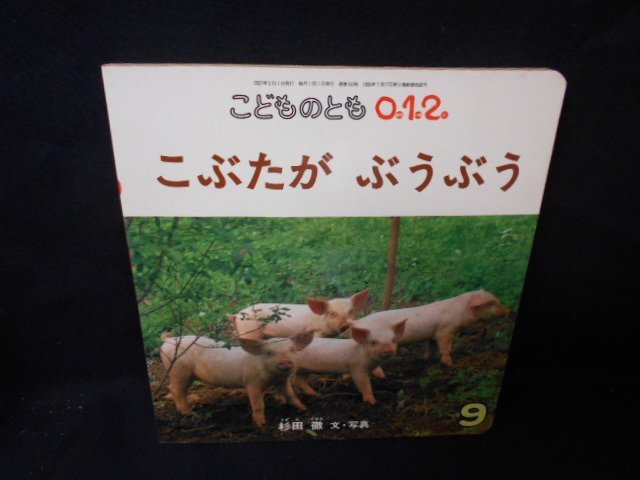 こどものとも 0.1.2.
こぶたが ぶうぶう
杉田 徹 文・写真
9